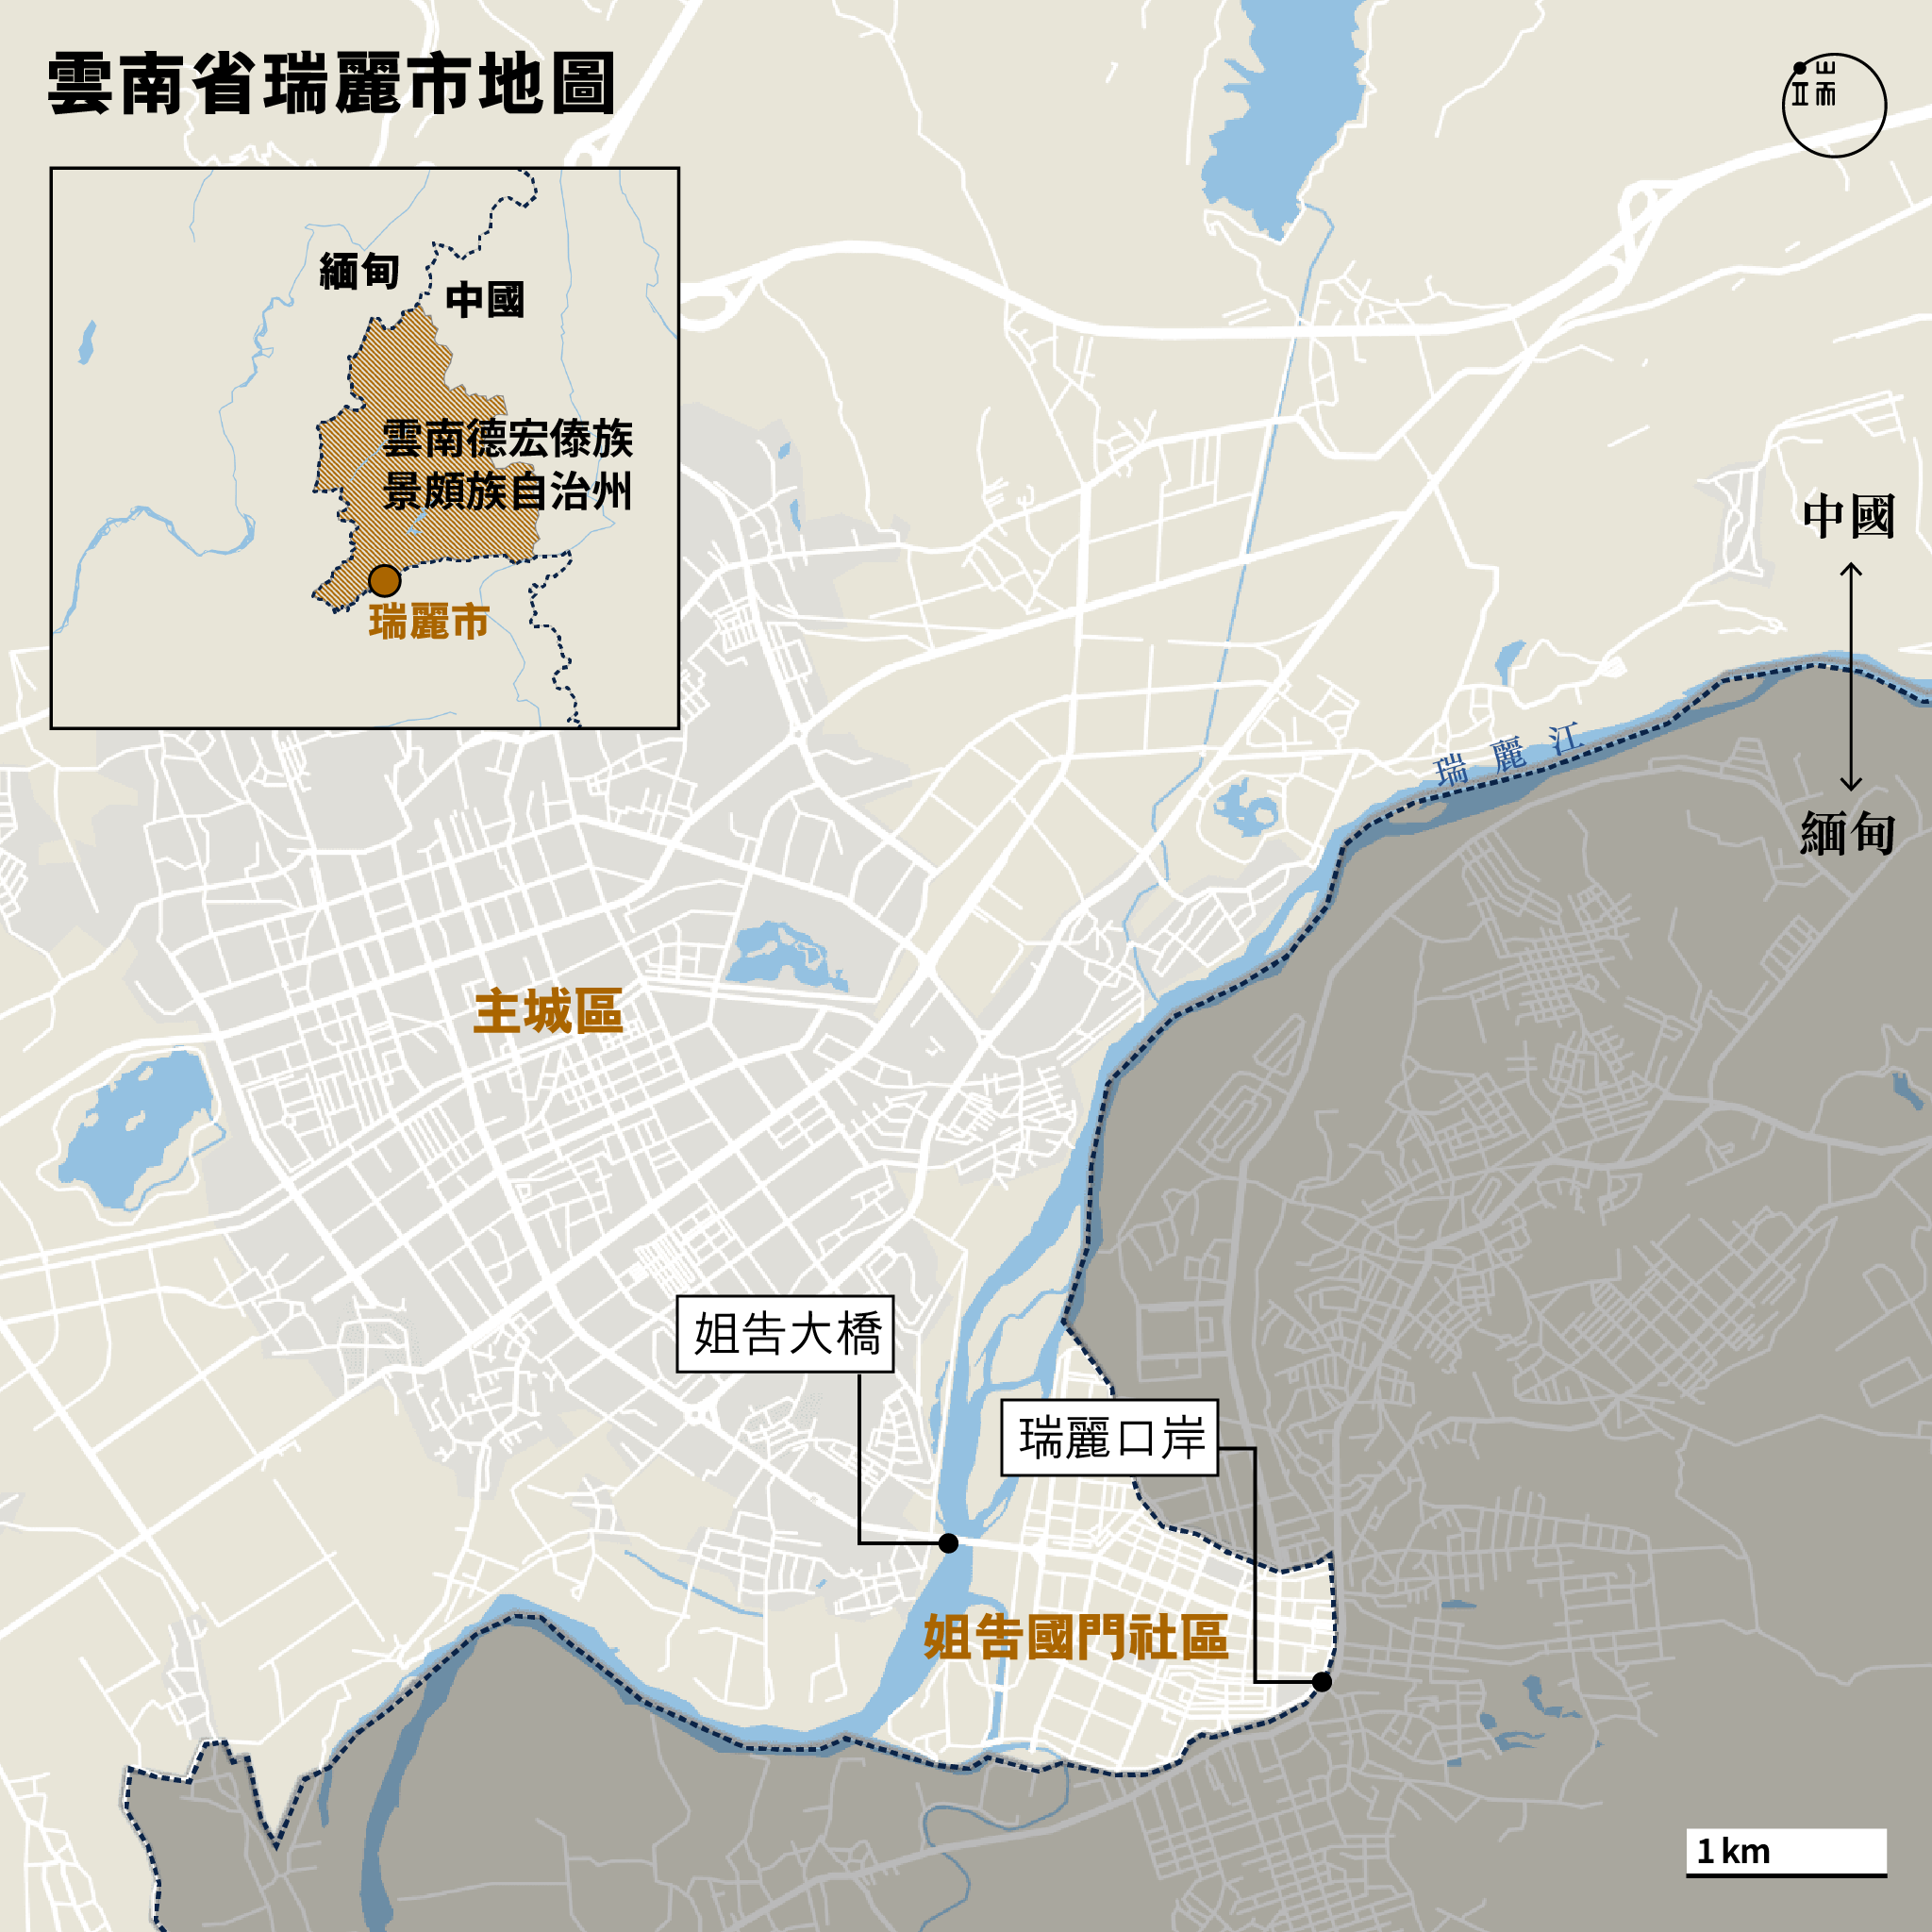 雲南省瑞麗市地圖
瑞端
緬甸
中國
雲南德宏傣族
景頗族自治州
瑞麗市
中國
緬甸
瑞麗江
主城區
姐告大橋
瑞麗口岸
姐告國門社區
1 km